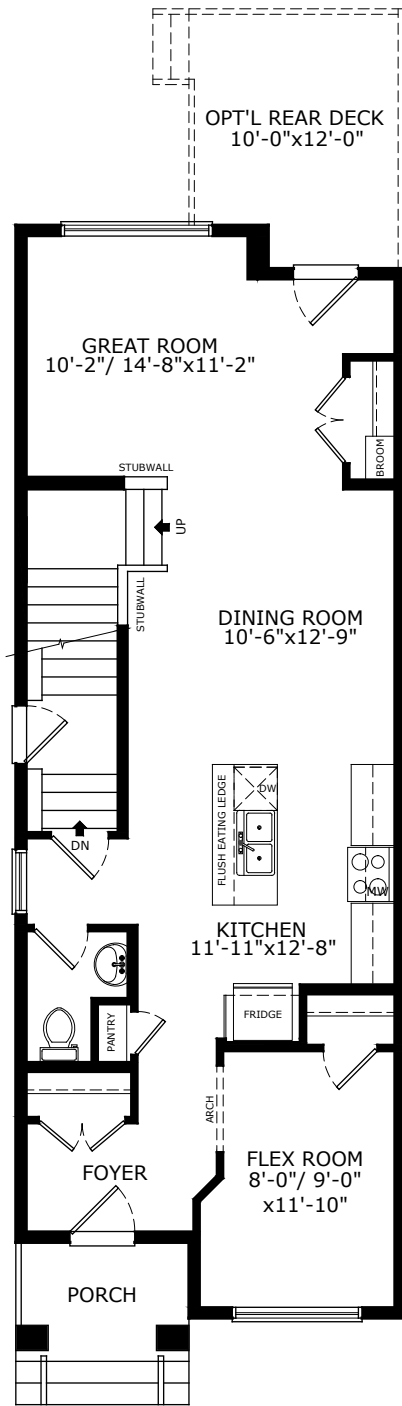 OPT'L REAR DECK
10'-0"x12'-0"
GREAT ROOM
10'-2"/ 14'-8"x11'-2"
BROOM
STUBWALL
UP
STUBWALL
DINING ROOM
10'-6"x12'-9"
FLUSH EATING LEDGE
DW
DN
MW
KITCHEN
11'-11"x12'-8"
PANTRY
FRIDGE
ARCH
FOYER
FLEX ROOM
8'-0"/ 9'-0"
x11'-10"
PORCH